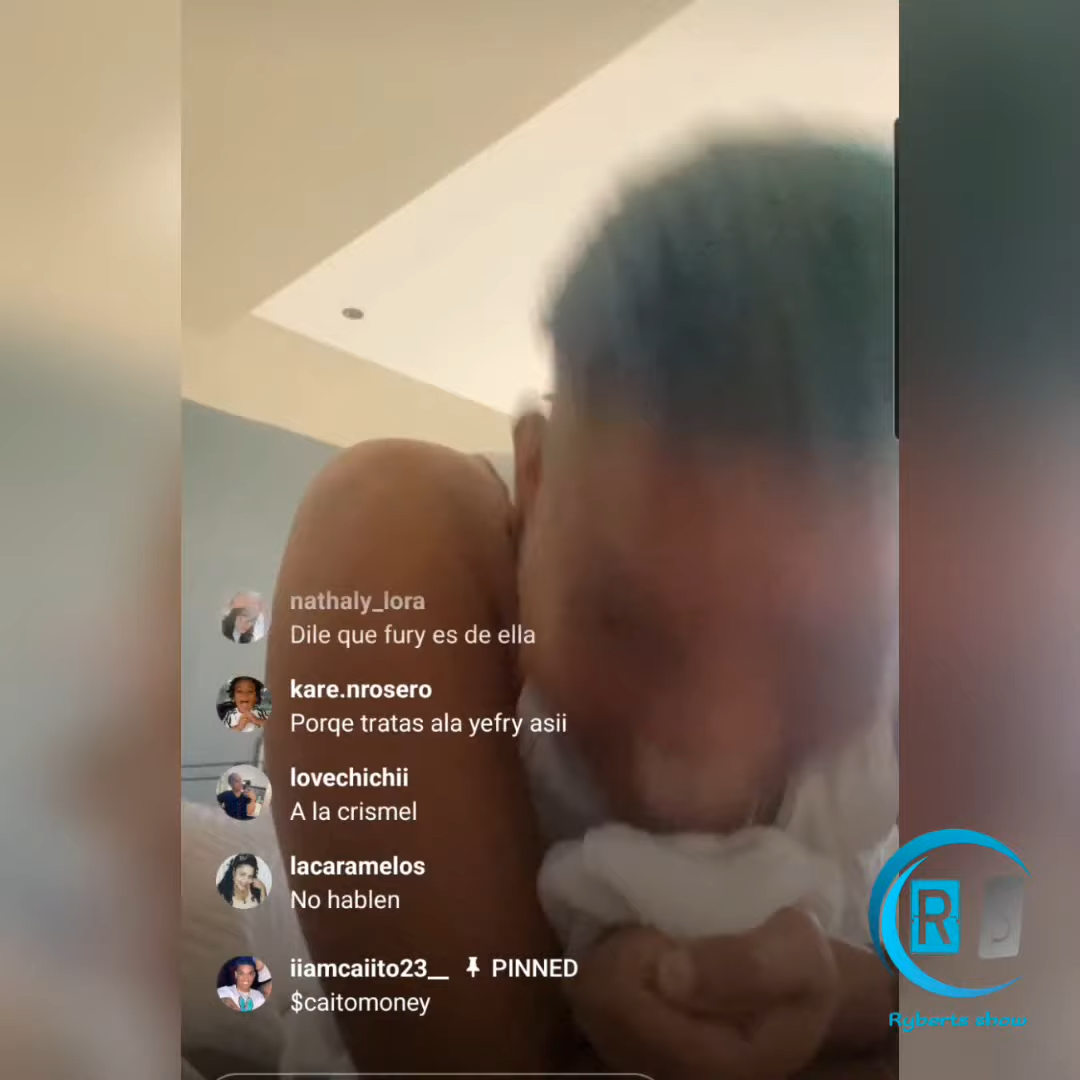 nathaly_lora
Dile que fury es de ella
kare.nrosero
Porqe tratas ala yefry asii
lovechichii
A la crismel
lacaramelos
No hablen
iiamcaiito23__ PINNED
$caitomoney
R S
Ryberts show